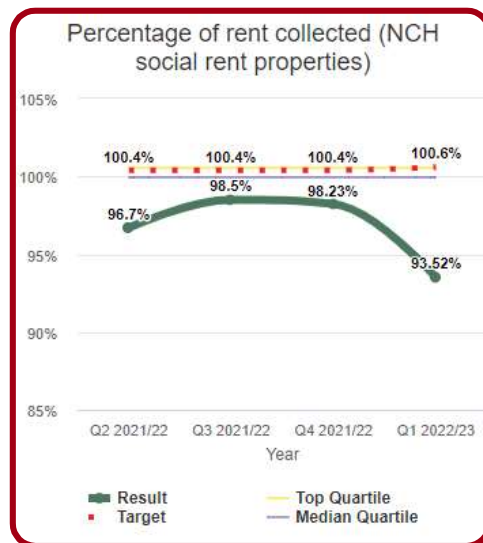 Percentage of rent collected (NCH
social rent properties)
105%
100.4% 100.4% 100.4% 100.6%
100%
98.5% 98.23%
96.7%
95%
93.52%
90%
85%
Q2 2021/22 Q3 2021/22 Q4 2021/22 Q1 2022/23
Year
Result Top Quartile
Target Median Quartile